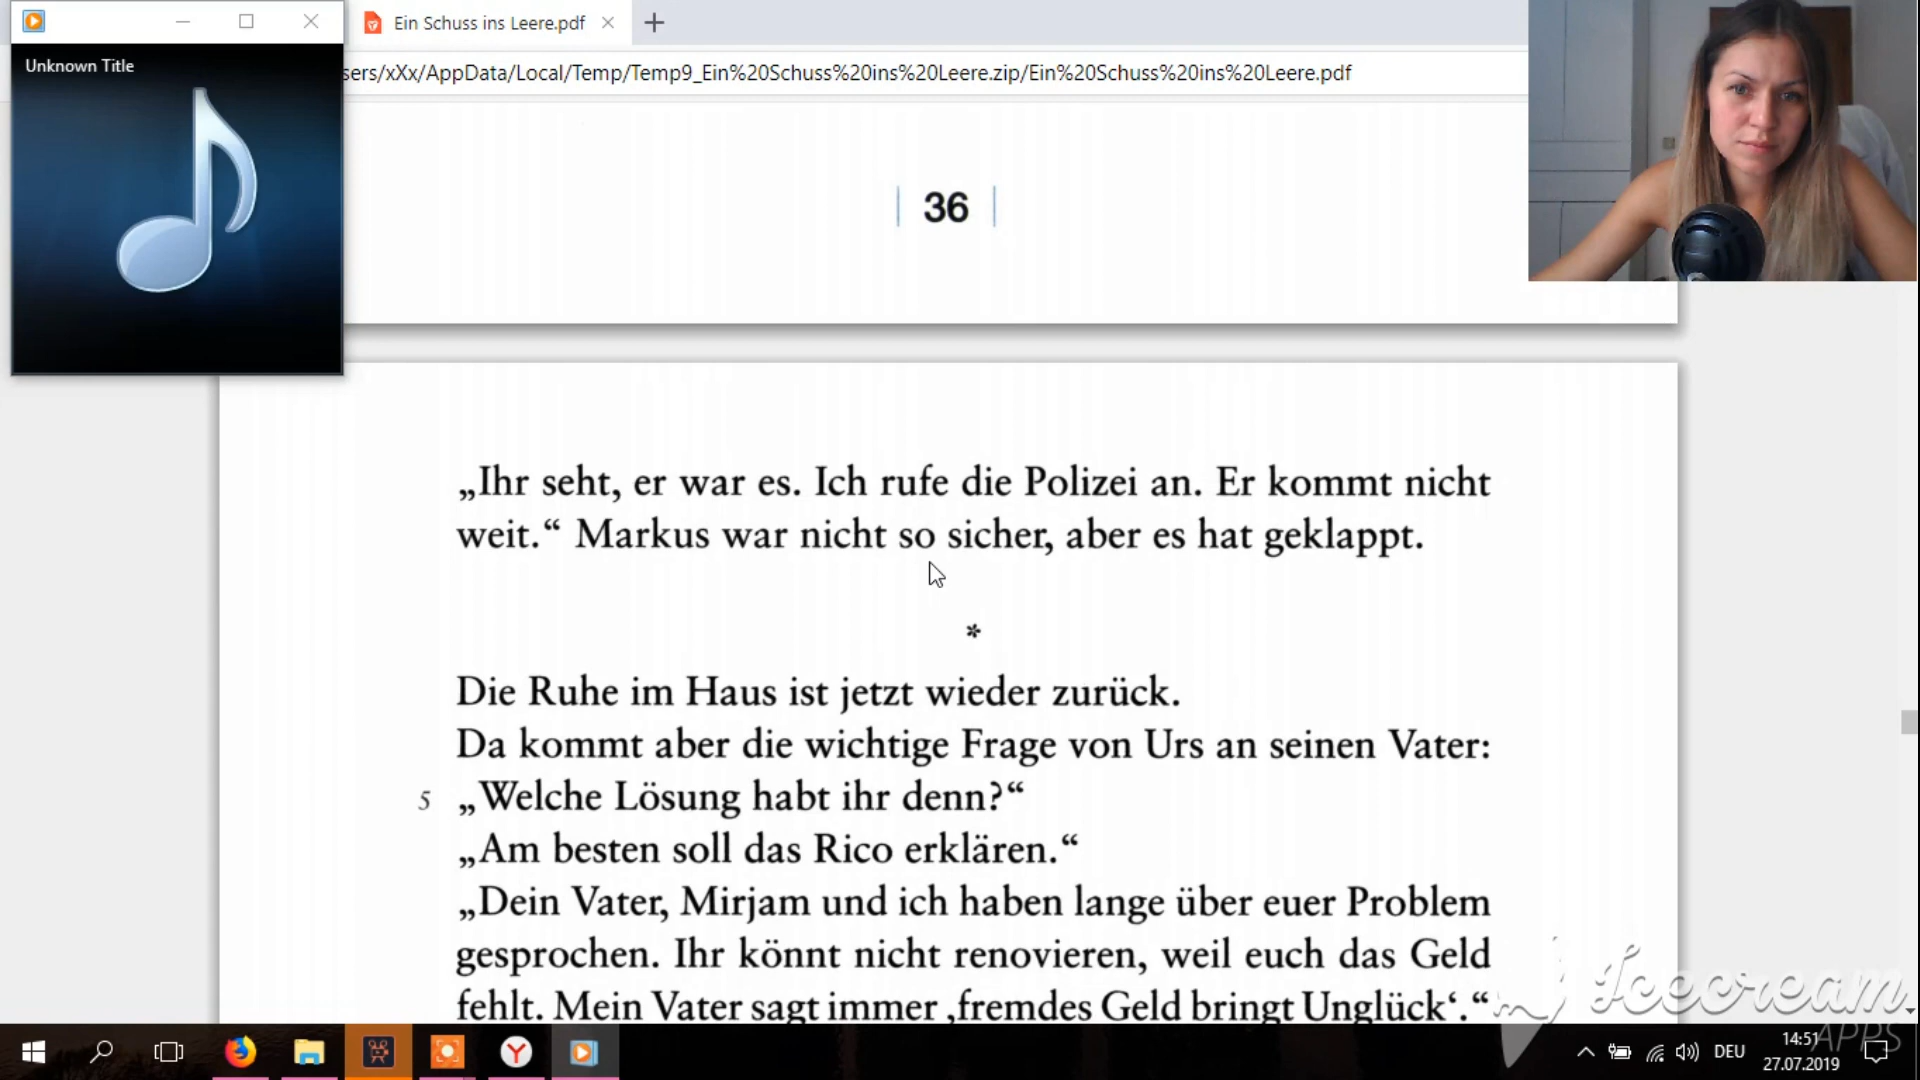 Unknown Title
Ein Schuss ins Leere.pdf
sers/xXx/AppData/Local/Temp/Temp9_Ein%20Schuss%20ins%20Leere.zip/Ein%20Schuss%20ins%20Leere.pdf
36
„Ihr seht, er war es. Ich rufe die Polizei an. Er kommt nicht
weit.“ Markus war nicht so sicher, aber es hat geklappt.
*
Die Ruhe im Haus ist jetzt wieder zurück.
Da kommt aber die wichtige Frage von Urs an seinen Vater:
5 „Welche Lösung habt ihr denn?“
„Am besten soll das Rico erklären.“
„Dein Vater, Mirjam und ich haben lange über euer Problem
gesprochen. Ihr könnt nicht renovieren, weil euch das Geld
fehlt. Mein Vater sagt immer ‚fremdes Geld bringt Unglück‘.“
Icecream
APPS
DEU
14:51
27.07.2019